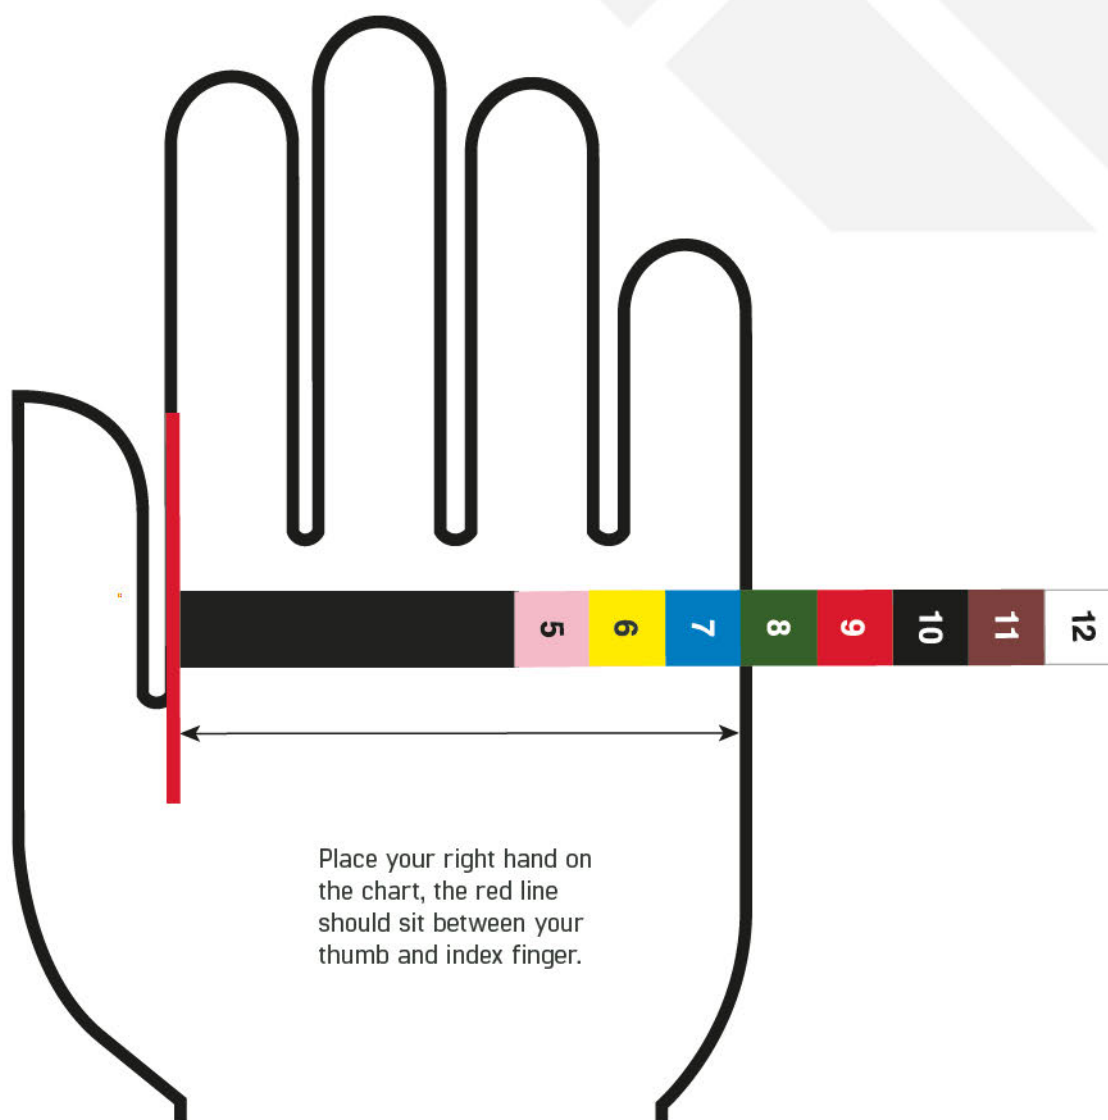 5 6 7 8 9 10 11 12
Place your right hand on
the chart, the red line
should sit between your
thumb and index finger.